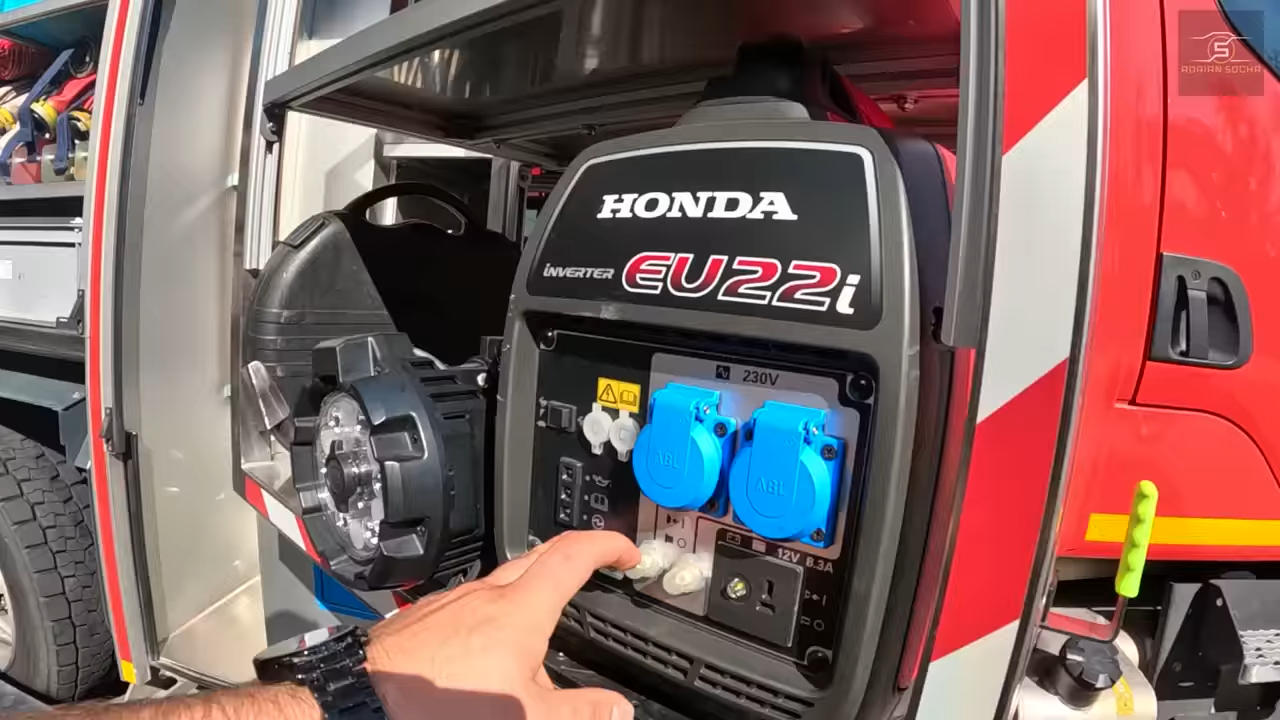 ADRIAN SOCHA
HONDA
INVERTER EU22i
230V
ABL
ABL
12V 8.3A